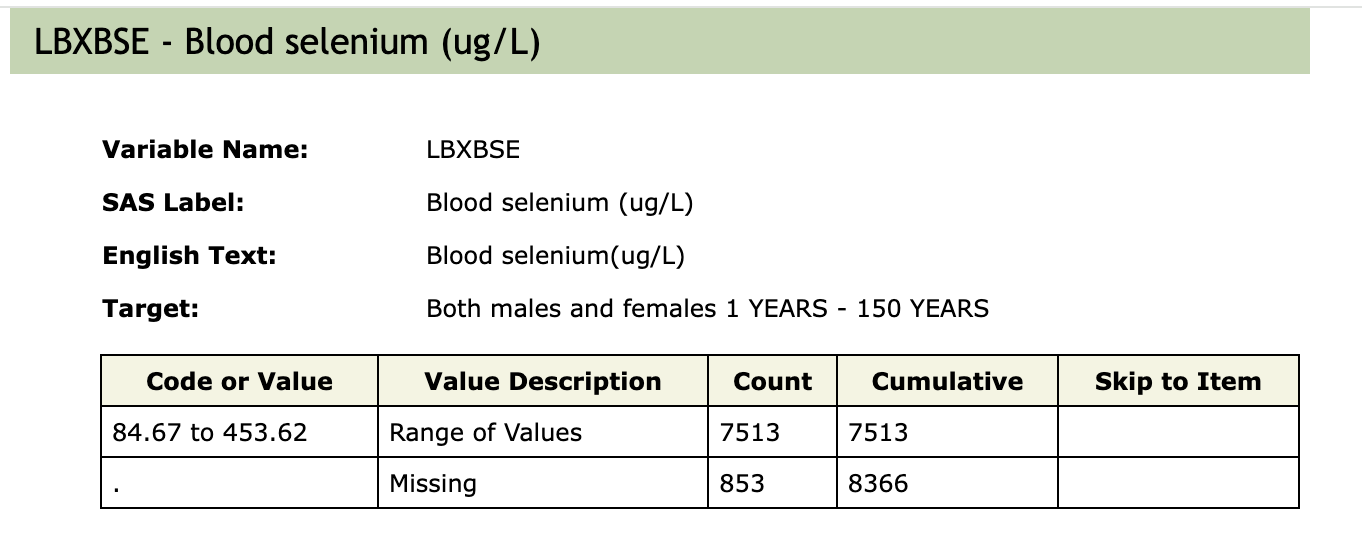 LBXBSE - Blood selenium (ug/L)
Variable Name: LBXBSE
SAS Label: Blood selenium (ug/L)
English Text: Blood selenium(ug/L)
Target: Both males and females 1 YEARS - 150 YEARS
Code or Value Value Description Count Cumulative Skip to Item
84.67 to 453.62 Range of Values 7513 7513
. Missing 853 8366